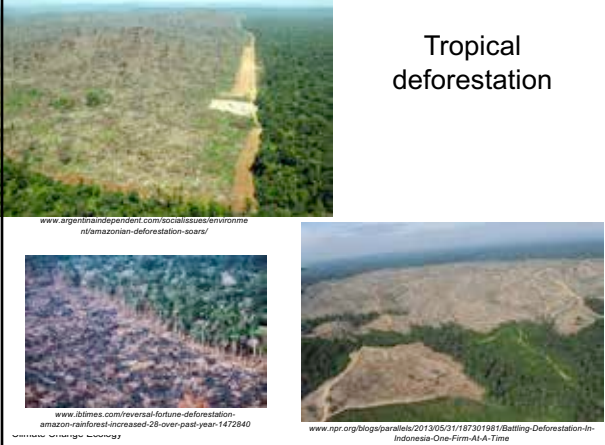 Tropical
deforestation
www.argentinaindependent.com/socialissues/environme
nt/amazonian-deforestation-soars/
www.ibtimes.com/reversal-fortune-deforestation-
amazon-rainforest-increased-28-over-past-year-1472840
Climate Change Ecology
www.npr.org/blogs/parallels/2013/05/31/187301981/Battling-Deforestation-In-
Indonesia-One-Firm-At-A-Time